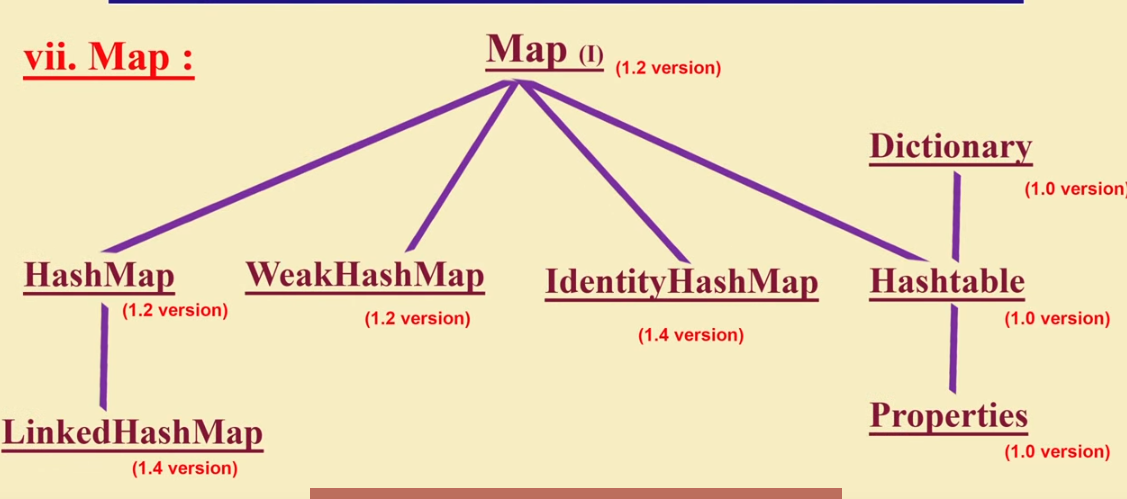 vii. Map :
Map (I)
(1.2 version)
Dictionary
(1.0 version)
HashMap
(1.2 version)
WeakHashMap
(1.2 version)
IdentityHashMap
(1.4 version)
Hashtable
(1.0 version)
LinkedHashMap
(1.4 version)
Properties
(1.0 version)